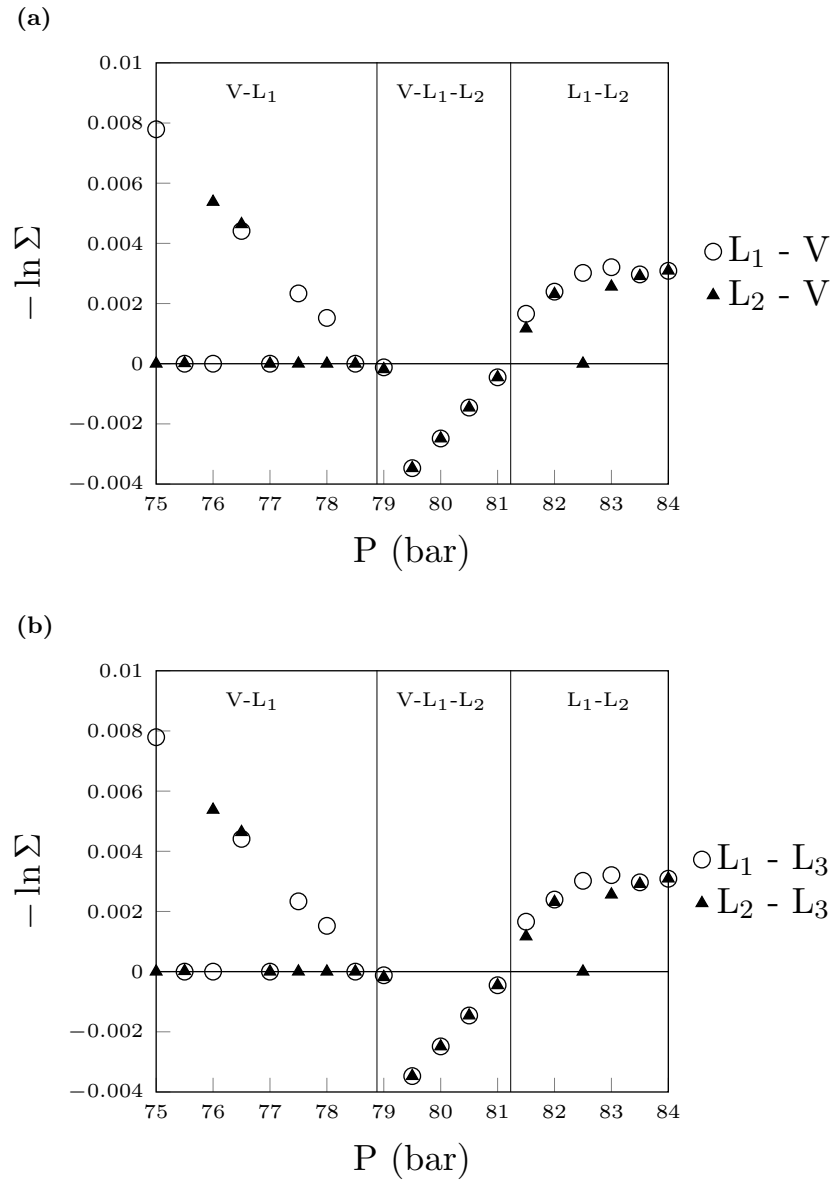 (a)
0.01
V-L₁ V-L₁-L₂ L₁-L₂
0.008
0.006
0.004
0.002
0
−0.002
−0.004
− ln Σ
L₁ - V
L₂ - V
75 76 77 78 79 80 81 82 83 84
P (bar)
(b)
0.01
V-L₁ V-L₁-L₂ L₁-L₂
0.008
0.006
0.004
0.002
0
−0.002
−0.004
− ln Σ
L₁ - L₃
L₂ - L₃
75 76 77 78 79 80 81 82 83 84
P (bar)